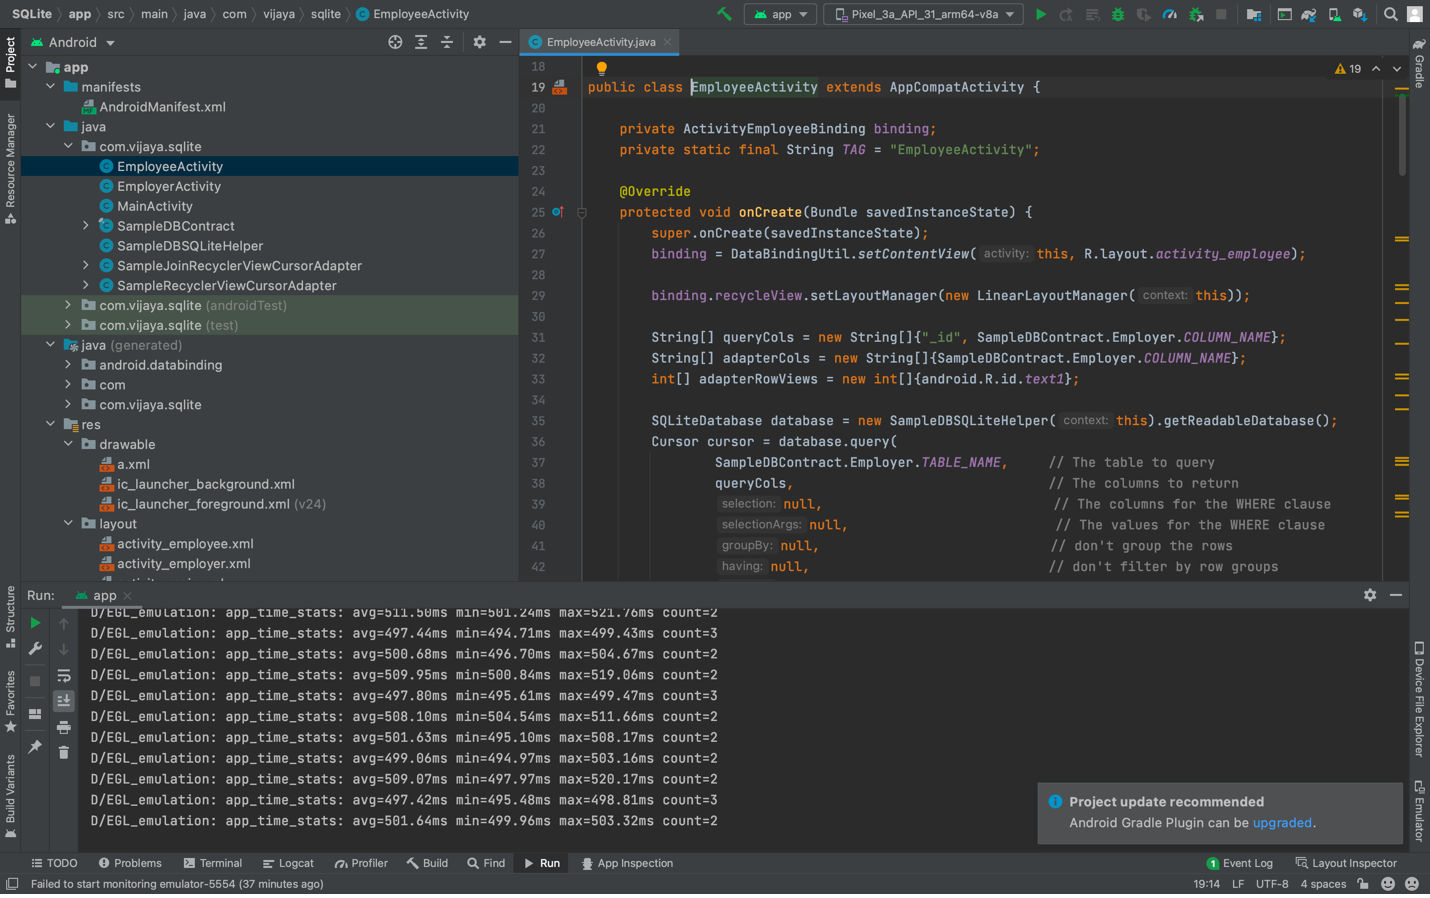 SQLite app src main java com vijaya sqlite EmployeeActivity
app Pixel_3a_API_31_arm64-v8a
Android
EmployeeActivity.java
Project
Resource Manager
Structure
Favorites
Build Variants
app
manifests
AndroidManifest.xml
java
com.vijaya.sqlite
EmployeeActivity
EmployerActivity
MainActivity
SampleDBContract
SampleDBSQLiteHelper
SampleJoinRecyclerViewCursorAdapter
SampleRecyclerViewCursorAdapter
com.vijaya.sqlite (androidTest)
com.vijaya.sqlite (test)
java (generated)
android.databinding
com
com.vijaya.sqlite
res
drawable
a.xml
ic_launcher_background.xml
ic_launcher_foreground.xml (v24)
layout
activity_employee.xml
activity_employer.xml
19
18
19 public class EmployeeActivity extends AppCompatActivity {
20
21 private ActivityEmployeeBinding binding;
22 private static final String TAG = "EmployeeActivity";
23
24 @Override
25 protected void onCreate(Bundle savedInstanceState) {
26 super.onCreate(savedInstanceState);
27 binding = DataBindingUtil.setContentView( activity: this, R.layout.activity_employee);
28
29 binding.recycleView.setLayoutManager(new LinearLayoutManager( context: this));
30
31 String[] queryCols = new String[]{"_id", SampleDBContract.Employer.COLUMN_NAME};
32 String[] adapterCols = new String[]{SampleDBContract.Employer.COLUMN_NAME};
33 int[] adapterRowViews = new int[]{android.R.id.text1};
34
35 SQLiteDatabase database = new SampleDBSQLiteHelper( context: this).getReadableDatabase();
36 Cursor cursor = database.query(
37 SampleDBContract.Employer.TABLE_NAME, // The table to query
38 queryCols, // The columns to return
39 selection: null, // The columns for the WHERE clause
40 selectionArgs: null, // The values for the WHERE clause
41 groupBy: null, // don't group the rows
42 having: null, // don't filter by row groups
Gradle
Device File Explorer
Emulator
Run: app
D/EGL_emulation: app_time_stats: avg=511.50ms min=501.24ms max=521.76ms count=2
D/EGL_emulation: app_time_stats: avg=497.44ms min=494.71ms max=499.43ms count=3
D/EGL_emulation: app_time_stats: avg=500.68ms min=496.70ms max=504.67ms count=2
D/EGL_emulation: app_time_stats: avg=509.95ms min=500.84ms max=519.06ms count=2
D/EGL_emulation: app_time_stats: avg=497.80ms min=495.61ms max=499.47ms count=3
D/EGL_emulation: app_time_stats: avg=508.10ms min=504.54ms max=511.66ms count=2
D/EGL_emulation: app_time_stats: avg=501.63ms min=495.10ms max=508.17ms count=2
D/EGL_emulation: app_time_stats: avg=499.06ms min=494.97ms max=503.16ms count=2
D/EGL_emulation: app_time_stats: avg=509.07ms min=497.97ms max=520.17ms count=2
D/EGL_emulation: app_time_stats: avg=497.42ms min=495.48ms max=498.81ms count=3
D/EGL_emulation: app_time_stats: avg=501.64ms min=499.96ms max=503.32ms count=2
Project update recommended
Android Gradle Plugin can be upgraded.
TODO Problems Terminal Logcat Profiler Build Find Run App Inspection 1 Event Log Layout Inspector
Failed to start monitoring emulator-5554 (37 minutes ago) 19:14 LF UTF-8 4 spaces